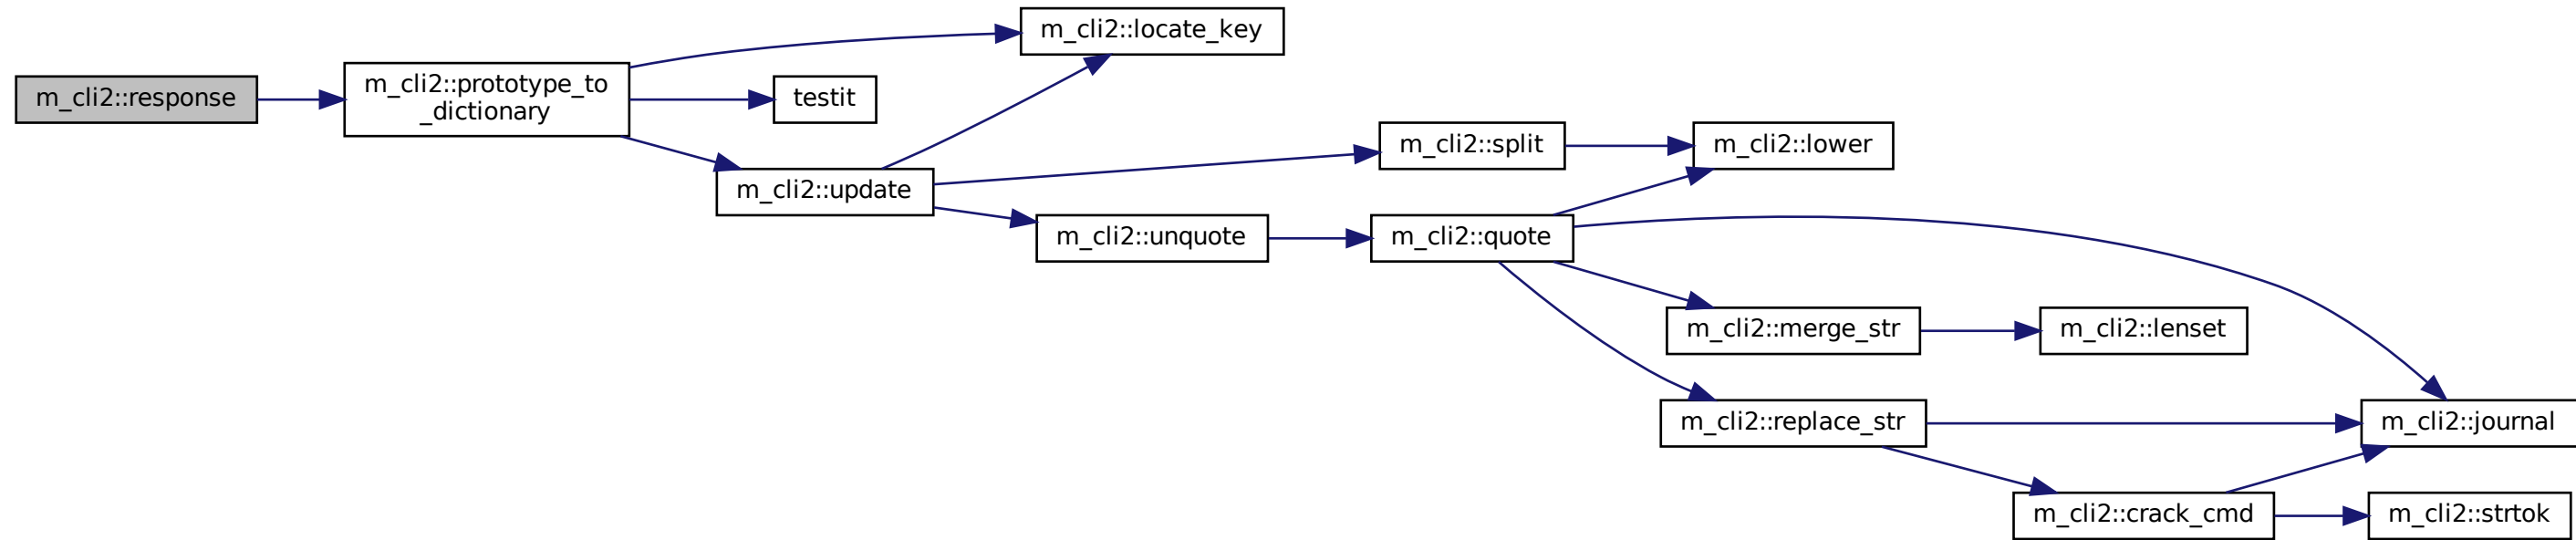 m_cli2::response
m_cli2::prototype_to
_dictionary
m_cli2::locate_key
testit
m_cli2::update
m_cli2::split
m_cli2::lower
m_cli2::unquote
m_cli2::quote
m_cli2::merge_str
m_cli2::lenset
m_cli2::replace_str
m_cli2::journal
m_cli2::crack_cmd
m_cli2::strtok